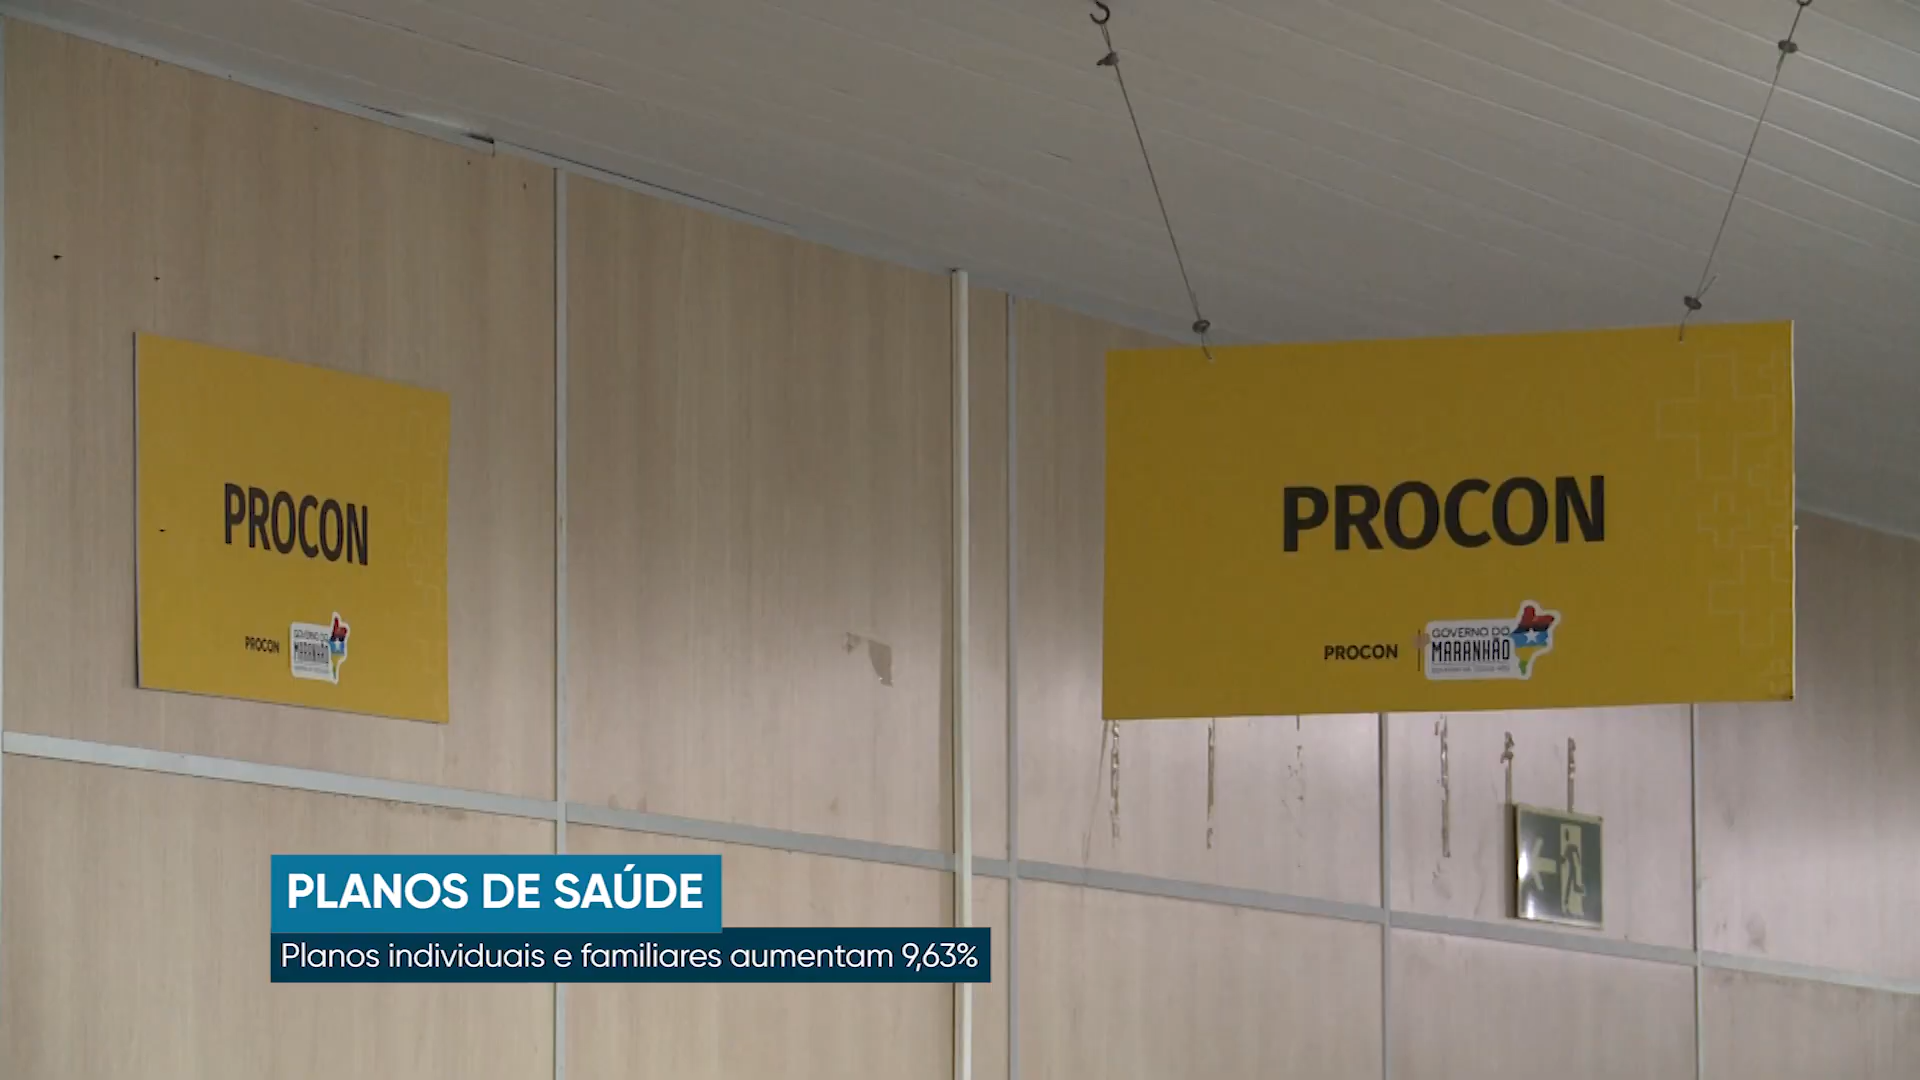 PROCON
PROCON
GOVERNO DO
MARANHÃO
PROCON
PROCON
GOVERNO DO
MARANHÃO
PLANOS DE SAÚDE
Planos individuais e familiares aumentam 9,63%